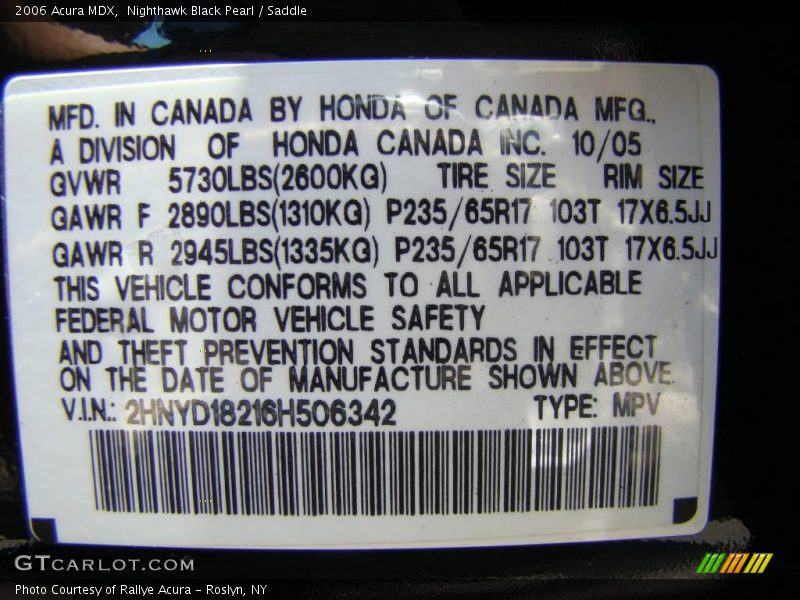 2006 Acura MDX,  Nighthawk Black Pearl / Saddle
MFD. IN CANADA BY HONDA OF CANADA MFG.,
A DIVISION OF HONDA CANADA INC. 10/05
GVWR 5730LBS(2600KG) TIRE SIZE RIM SIZE
GAWR F 2890LBS(1310KG) P235/65R17 103T 17X6.5JJ
GAWR R 2945LBS(1335KG) P235/65R17 103T 17X6.5JJ
THIS VEHICLE CONFORMS TO ALL APPLICABLE
FEDERAL MOTOR VEHICLE SAFETY
AND THEFT PREVENTION STANDARDS IN EFFECT
ON THE DATE OF MANUFACTURE SHOWN ABOVE.
V.I.N.: 2HNYD18216H506342 TYPE: MPV
GTCARLOT.COM
Photo Courtesy of Rallye Acura – Roslyn, NY